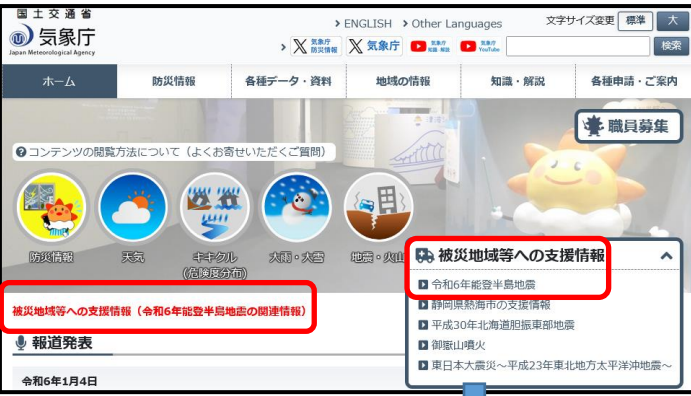 国土交通省
気象庁
Japan Meteorological Agency
ENGLISH Other Languages
文字サイズ変更 標準 大
気象庁 防災情報
気象庁
気象庁 知識・解説
気象庁 YouTube
検索
ホーム 防災情報 各種データ・資料 地域の情報 知識・解説 各種申請・ご案内
職員募集
コンテンツの閲覧方法について（よくお寄せいただくご質問）
防災情報 天気 キキクル 大雨・大雪 地震・火山
(危険度分布)
被災地域等への支援情報
令和6年能登半島地震
静岡県熱海市の支援情報
平成30年北海道胆振東部地震
御嶽山噴火
東日本大震災～平成23年東北地方太平洋沖地震～
被災地域等への支援情報（令和6年能登半島地震の関連情報）
報道発表
令和6年1月4日